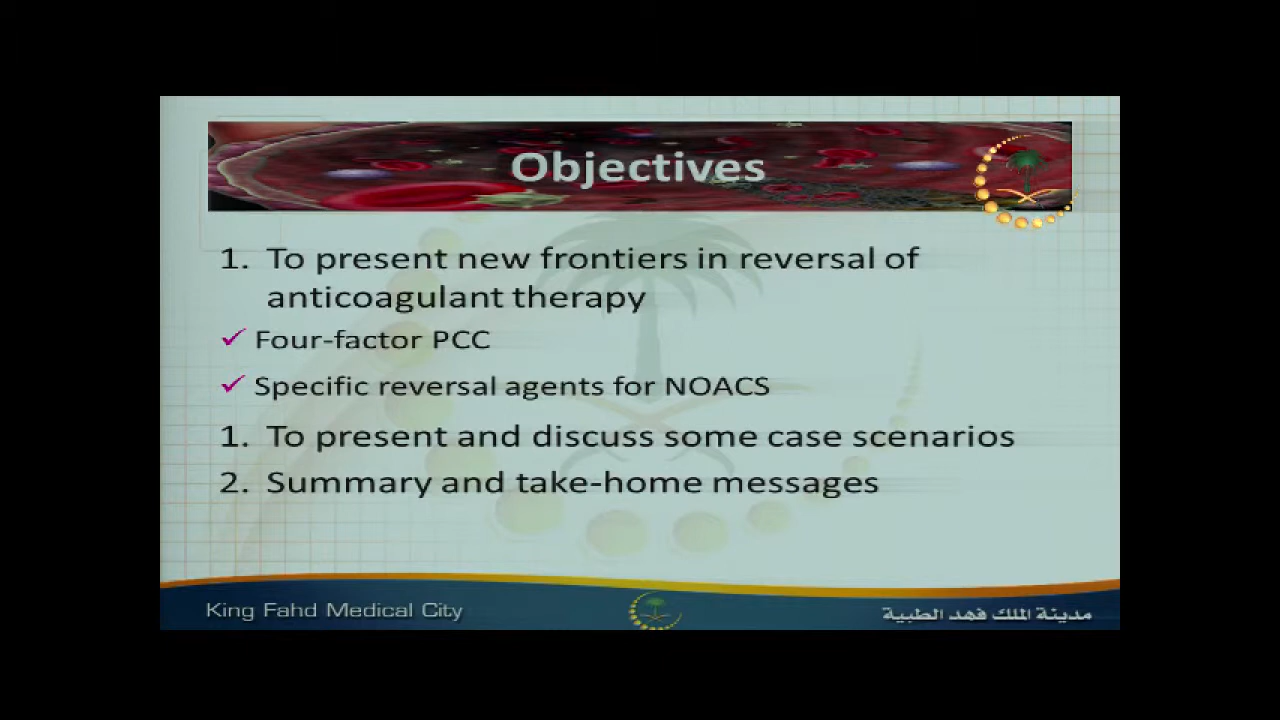 Objectives
1. To present new frontiers in reversal of
anticoagulant therapy
✓ Four-factor PCC
✓ Specific reversal agents for NOACS
1. To present and discuss some case scenarios
2. Summary and take-home messages
King Fahd Medical City
مدينة الملك فهد الطبية